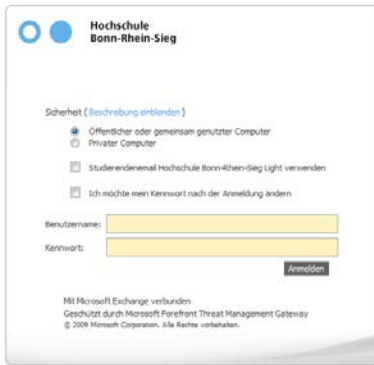 Hochschule
Bonn-Rhein-Sieg
Sicherheit ( Beschreibung einblenden )
Öffentlicher oder gemeinsam genutzter Computer
Privater Computer
Studierendenemail Hochschule Bonn-Rhein-Sieg Light verwenden
Ich möchte mein Kennwort nach der Anmeldung ändern
Benutzername:
Kennwort:
Anmelden
Mit Microsoft Exchange verbunden
Geschützt durch Microsoft Forefront Threat Management Gateway
© 2009 Microsoft Corporation. Alle Rechte vorbehalten.